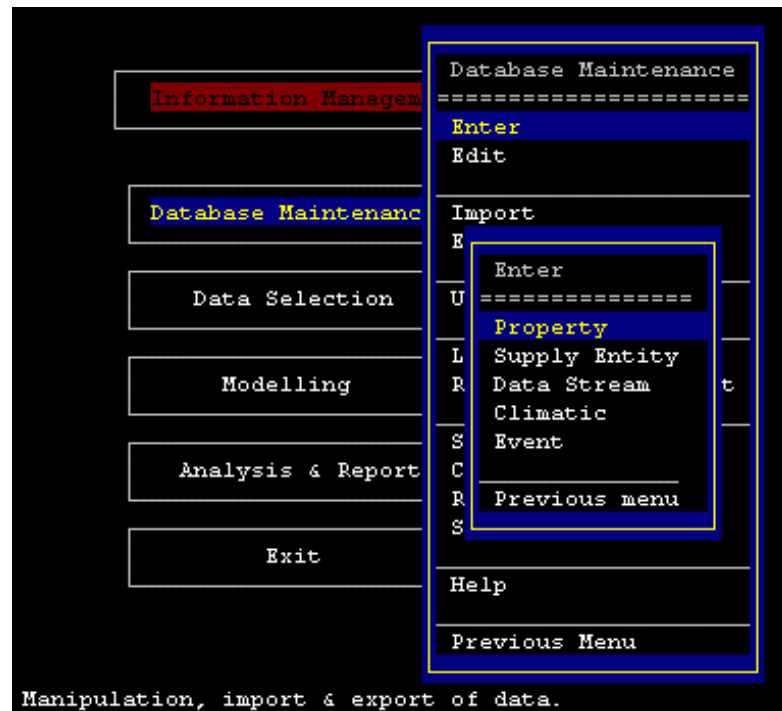 Information Managem
Database Maintenanc
Data Selection
Modelling
Analysis & Report
Exit
Database Maintenance
======================
Enter
Edit
Import
E
U
L
R t
S
C
R
S
Help
Previous Menu
Enter
===============
Property
Supply Entity
Data Stream
Climatic
Event
Previous menu
Manipulation, import & export of data.